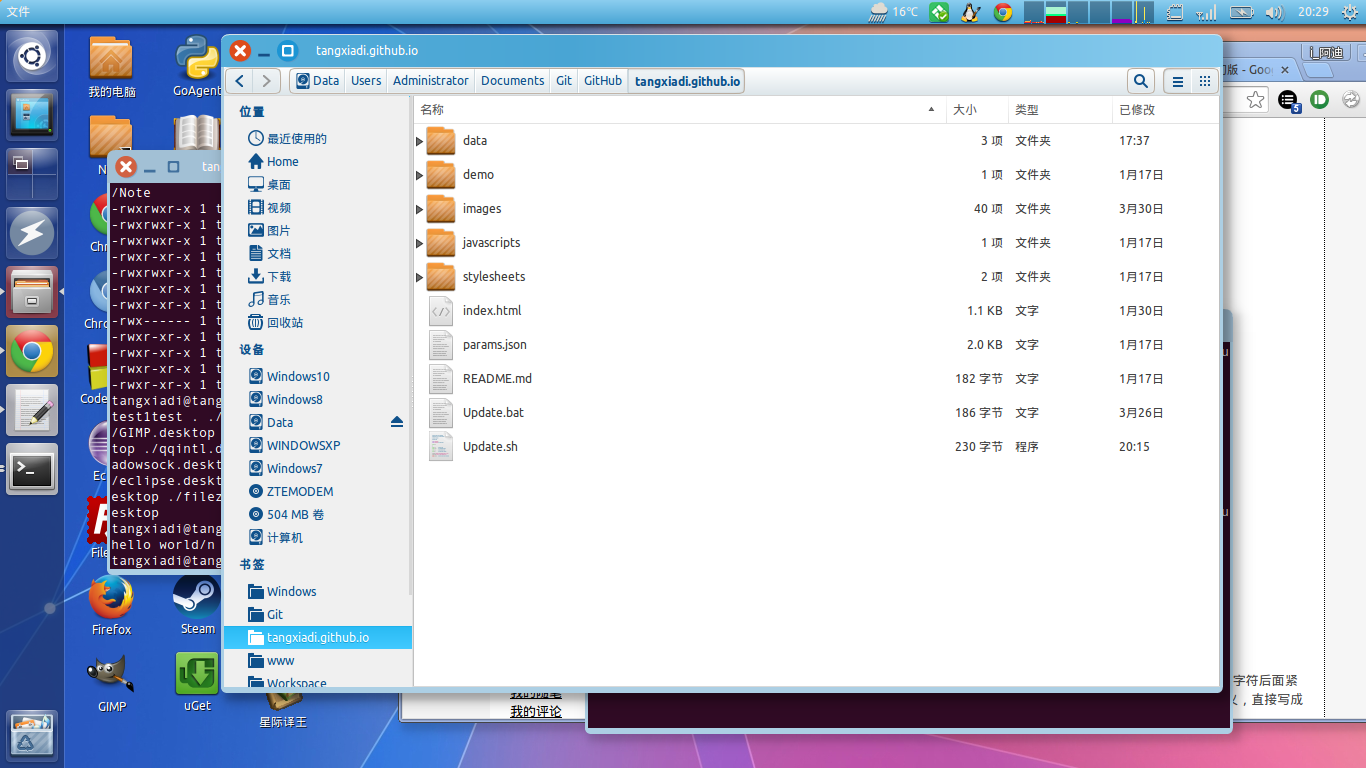 文件
16℃
20:29
我的电脑
GoAgent
/Note
-rwxrwxr-x 1 t
-rwxrwxr-x 1 t
-rwxrwxr-x 1 t
-rwxr-xr-x 1 t
-rwxrwxr-x 1 t
-rwxr-xr-x 1 t
-rwxr-xr-x 1 t
-rwx------ 1 t
-rwxr-xr-x 1 t
-rwxr-xr-x 1 t
-rwxr-xr-x 1 t
-rwxr-xr-x 1 t
tangxiadi@tang
test1test . ./
/GIMP.desktop
top ./qqintl.d
adowsock.deskt
/eclipse.deskt
esktop ./filez
esktop
tangxiadi@tang
hello world/n
tangxiadi@tang
Firefox
Steam
GIMP
uGet
星际译王
tangxiadi.github.io
Data
Users
Administrator
Documents
Git
GitHub
tangxiadi.github.io
位置
最近使用的
Home
桌面
视频
图片
文档
下载
音乐
回收站
设备
Windows10
Windows8
Data
WINDOWSXP
Windows7
ZTEMODEM
504 MB 卷
计算机
书签
Windows
Git
tangxiadi.github.io
www
Workspace
名称 大小 类型 已修改
data 3 项 文件夹 17:37
demo 1 项 文件夹 1月17日
images 40 项 文件夹 3月30日
javascripts 1 项 文件夹 1月17日
stylesheets 2 项 文件夹 1月17日
index.html 1.1 KB 文字 1月30日
params.json 2.0 KB 文字 1月17日
README.md 182 字节 文字 1月17日
Update.bat 186 字节 文字 3月26日
Update.sh 230 字节 程序 20:15
i_阿迪
5
字符后面紧
，直接写成
我的随笔
我的评论